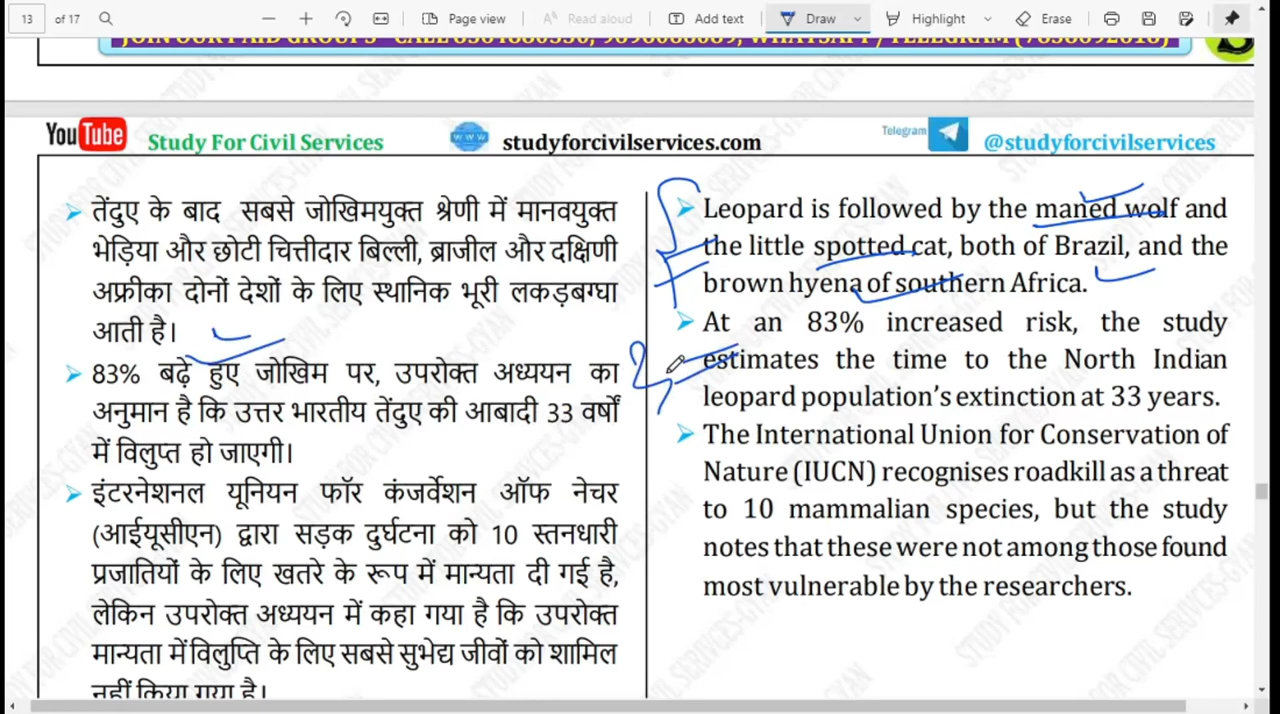 13 of 17 Page view Read aloud Add text Draw Highlight Erase
YouTube Study For Civil Services www studyforcivilservices.com Telegram @studyforcivilservices
तेंदुए के बाद सबसे जोखिमयुक्त श्रेणी में मानवयुक्त
भेड़िया और छोटी चित्तीदार बिल्ली, ब्राजील और दक्षिणी
अफ्रीका दोनों देशों के लिए स्थानिक भूरी लकड़बग्घा
आती है।
83% बढ़े हुए जोखिम पर, उपरोक्त अध्ययन का
अनुमान है कि उत्तर भारतीय तेंदुए की आबादी 33 वर्षों
में विलुप्त हो जाएगी।
इंटरनेशनल यूनियन फॉर कंजर्वेशन ऑफ नेचर
(आईयूसीएन) द्वारा सड़क दुर्घटना को 10 स्तनधारी
प्रजातियों के लिए खतरे के रूप में मान्यता दी गई है,
लेकिन उपरोक्त अध्ययन में कहा गया है कि उपरोक्त
मान्यता में विलुप्ति के लिए सबसे सुभेद्य जीवों को शामिल
नहीं किया गया है।
Leopard is followed by the maned wolf and
the little spotted cat, both of Brazil, and the
brown hyena of southern Africa.
At an 83% increased risk, the study
estimates the time to the North Indian
leopard population's extinction at 33 years.
The International Union for Conservation of
Nature (IUCN) recognises roadkill as a threat
to 10 mammalian species, but the study
notes that these were not among those found
most vulnerable by the researchers.